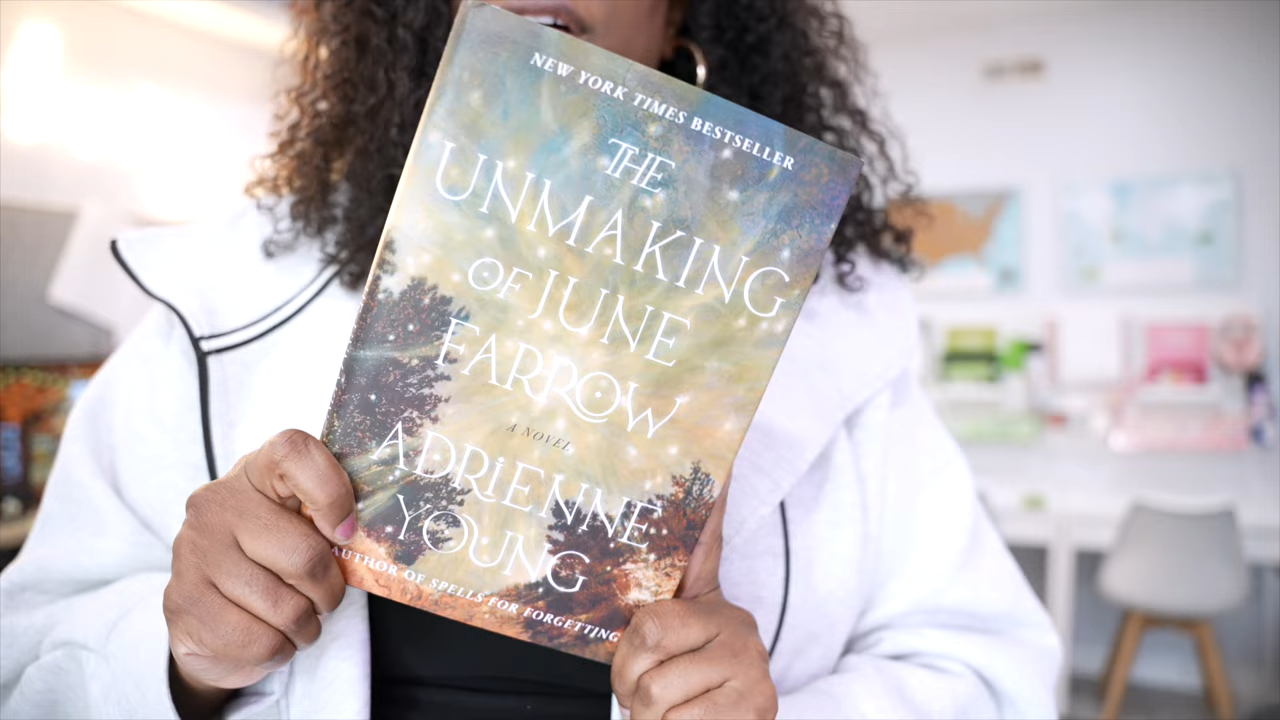 NEW YORK TIMES BESTSELLER
THE
UNMAKING
OF JUNE
FARROW
A NOVEL
ADRIENNE
YOUNG
AUTHOR OF SPELLS FOR FORGETTING